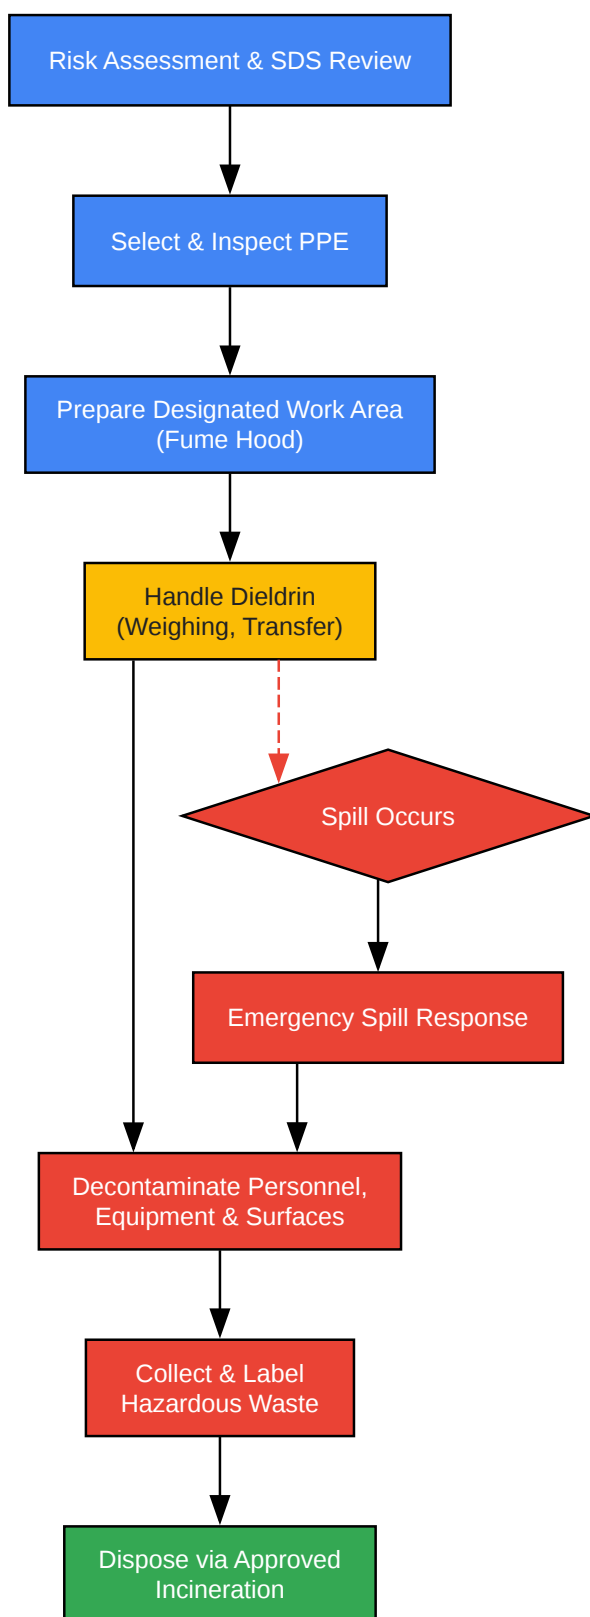 Risk Assessment & SDS Review
Select & Inspect PPE
Prepare Designated Work Area
(Fume Hood)
Handle Dieldrin
(Weighing, Transfer)
Spill Occurs
Emergency Spill Response
Decontaminate Personnel,
Equipment & Surfaces
Collect & Label
Hazardous Waste
Dispose via Approved
Incineration